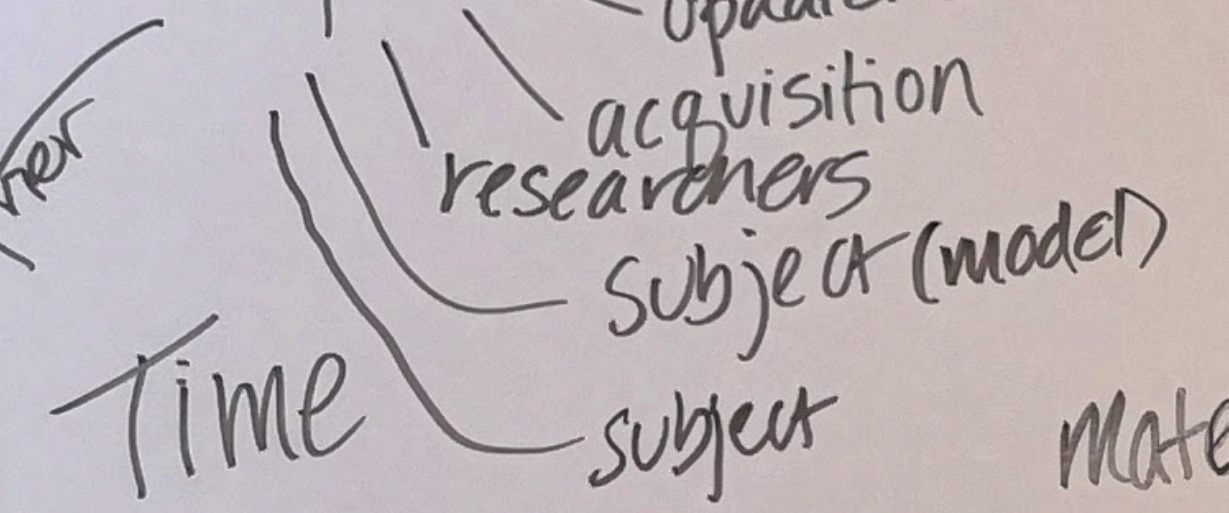 acquisition
researchers
subject (model)
Time
subject